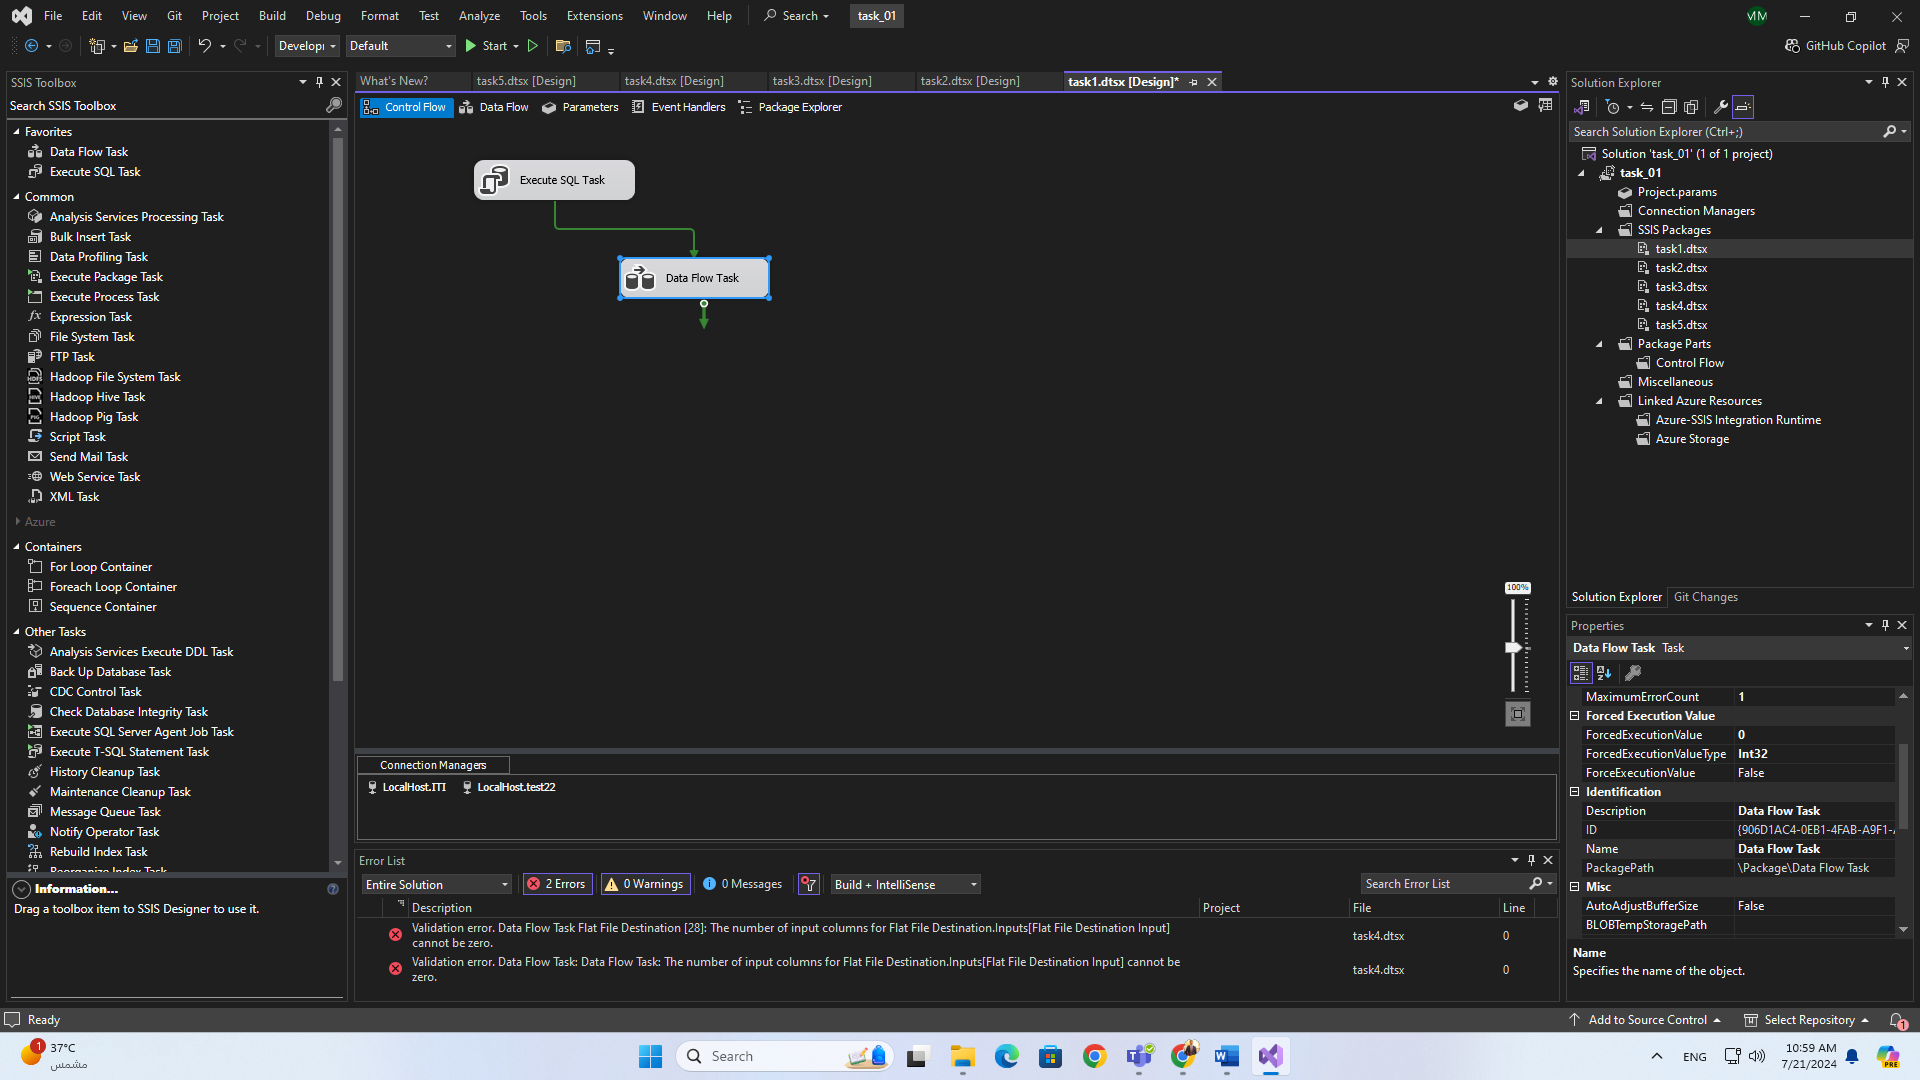 File Edit View Git Project Build Debug Format Test Analyze Tools Extensions Window Help Search task_01 MM
Developi Default Start GitHub Copilot
SSIS Toolbox
Search SSIS Toolbox
Favorites
Data Flow Task
Execute SQL Task
Common
Analysis Services Processing Task
Bulk Insert Task
Data Profiling Task
Execute Package Task
Execute Process Task
Expression Task
File System Task
FTP Task
Hadoop File System Task
Hadoop Hive Task
Hadoop Pig Task
Script Task
Send Mail Task
Web Service Task
XML Task
Azure
Containers
For Loop Container
Foreach Loop Container
Sequence Container
Other Tasks
Analysis Services Execute DDL Task
Back Up Database Task
CDC Control Task
Check Database Integrity Task
Execute SQL Server Agent Job Task
Execute T-SQL Statement Task
History Cleanup Task
Maintenance Cleanup Task
Message Queue Task
Notify Operator Task
Rebuild Index Task
Reorganize Index Task
Information...
Drag a toolbox item to SSIS Designer to use it.
What's New? task5.dtsx [Design] task4.dtsx [Design] task3.dtsx [Design] task2.dtsx [Design] task1.dtsx [Design]*
Control Flow Data Flow Parameters Event Handlers Package Explorer
Execute SQL Task
Data Flow Task
100%
Connection Managers
LocalHost.ITI LocalHost.test22
Error List
Entire Solution 2 Errors 0 Warnings 0 Messages Build + IntelliSense Search Error List
Description Project File Line
Validation error. Data Flow Task Flat File Destination [28]: The number of input columns for Flat File Destination.Inputs[Flat File Destination Input]
cannot be zero.
task4.dtsx 0
Validation error. Data Flow Task: Data Flow Task: The number of input columns for Flat File Destination.Inputs[Flat File Destination Input] cannot be
zero.
task4.dtsx 0
Solution Explorer
Search Solution Explorer (Ctrl+;)
Solution 'task_01' (1 of 1 project)
task_01
Project.params
Connection Managers
SSIS Packages
task1.dtsx
task2.dtsx
task3.dtsx
task4.dtsx
task5.dtsx
Package Parts
Control Flow
Miscellaneous
Linked Azure Resources
Azure-SSIS Integration Runtime
Azure Storage
Solution Explorer Git Changes
Properties
Data Flow Task Task
MaximumErrorCount 1
Forced Execution Value
ForcedExecutionValue 0
ForcedExecutionValueType Int32
ForceExecutionValue False
Identification
Description Data Flow Task
ID {906D1AC4-0EB1-4FAB-A9F1-
Name Data Flow Task
PackagePath \Package\Data Flow Task
Misc
AutoAdjustBufferSize False
BLOBTempStoragePath
Name
Specifies the name of the object.
Ready Add to Source Control Select Repository 1
1 37°C
مشمس
Search
ENG
10:59 AM
7/21/2024
PRE